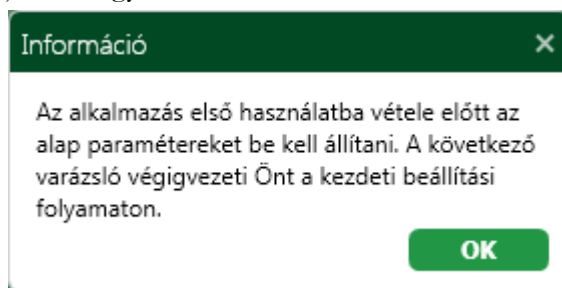 Információ
Az alkalmazás első használatba vétele előtt az
alap paramétereket be kell állítani. A következő
varázsló végigvezeti Önt a kezdeti beállítási
folyamaton.
OK